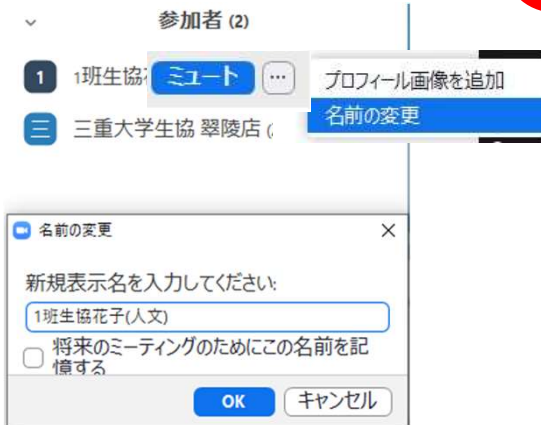 参加者 (2)
1 1班生協 ミュート ...
プロフィール画像を追加
名前の変更
三 三重大学生協 翠陵店 (
名前の変更
新規表示名を入力してください:
1班生協花子(人文)
将来のミーティングのためにこの名前を記
憶する
OK キャンセル